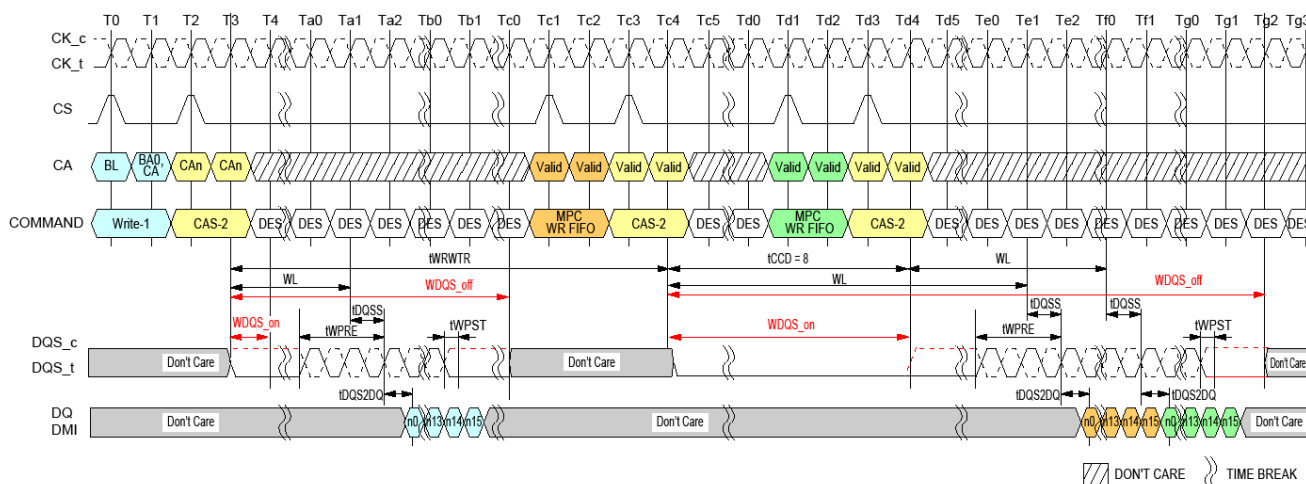 T0 T1 T2 T3 T4 Ta0 Ta1 Ta2 Tb0 Tb1 Tc0 Tc1 Tc2 Tc3 Tc4 Tc5 Td0 Td1 Td2 Td3 Td4 Td5 Te0 Te1 Te2 Tf0 Tf1 Tg0 Tg1 Tg2 Tg3
CK_c
CK_t
CS
CA BL BA0, CA CAn CAn Valid Valid Valid Valid Valid Valid Valid Valid
COMMAND Write-1 CAS-2 DES DES DES DES DES DES DES MPC WR FIFO CAS-2 DES DES MPC WR FIFO CAS-2 DES DES DES DES DES DES DES DES DES DES
tWRWTR tCCD = 8 WL
WL WDQS_off WL WDQS_off
WDQS_on tDQSS tWPRE tWPST WDQS_on tWPRE tDQSS tDQSS tWPST
DQS_c
DQS_t Don't Care Don't Care Don't Care
tDQS2DQ tDQS2DQ tDQS2DQ
DQ
DMI Don't Care n0 n13 n14 n15 Don't Care n0 n13 n14 n15 n0 n13 n14 n15 Don't Care
DON'T CARE TIME BREAK